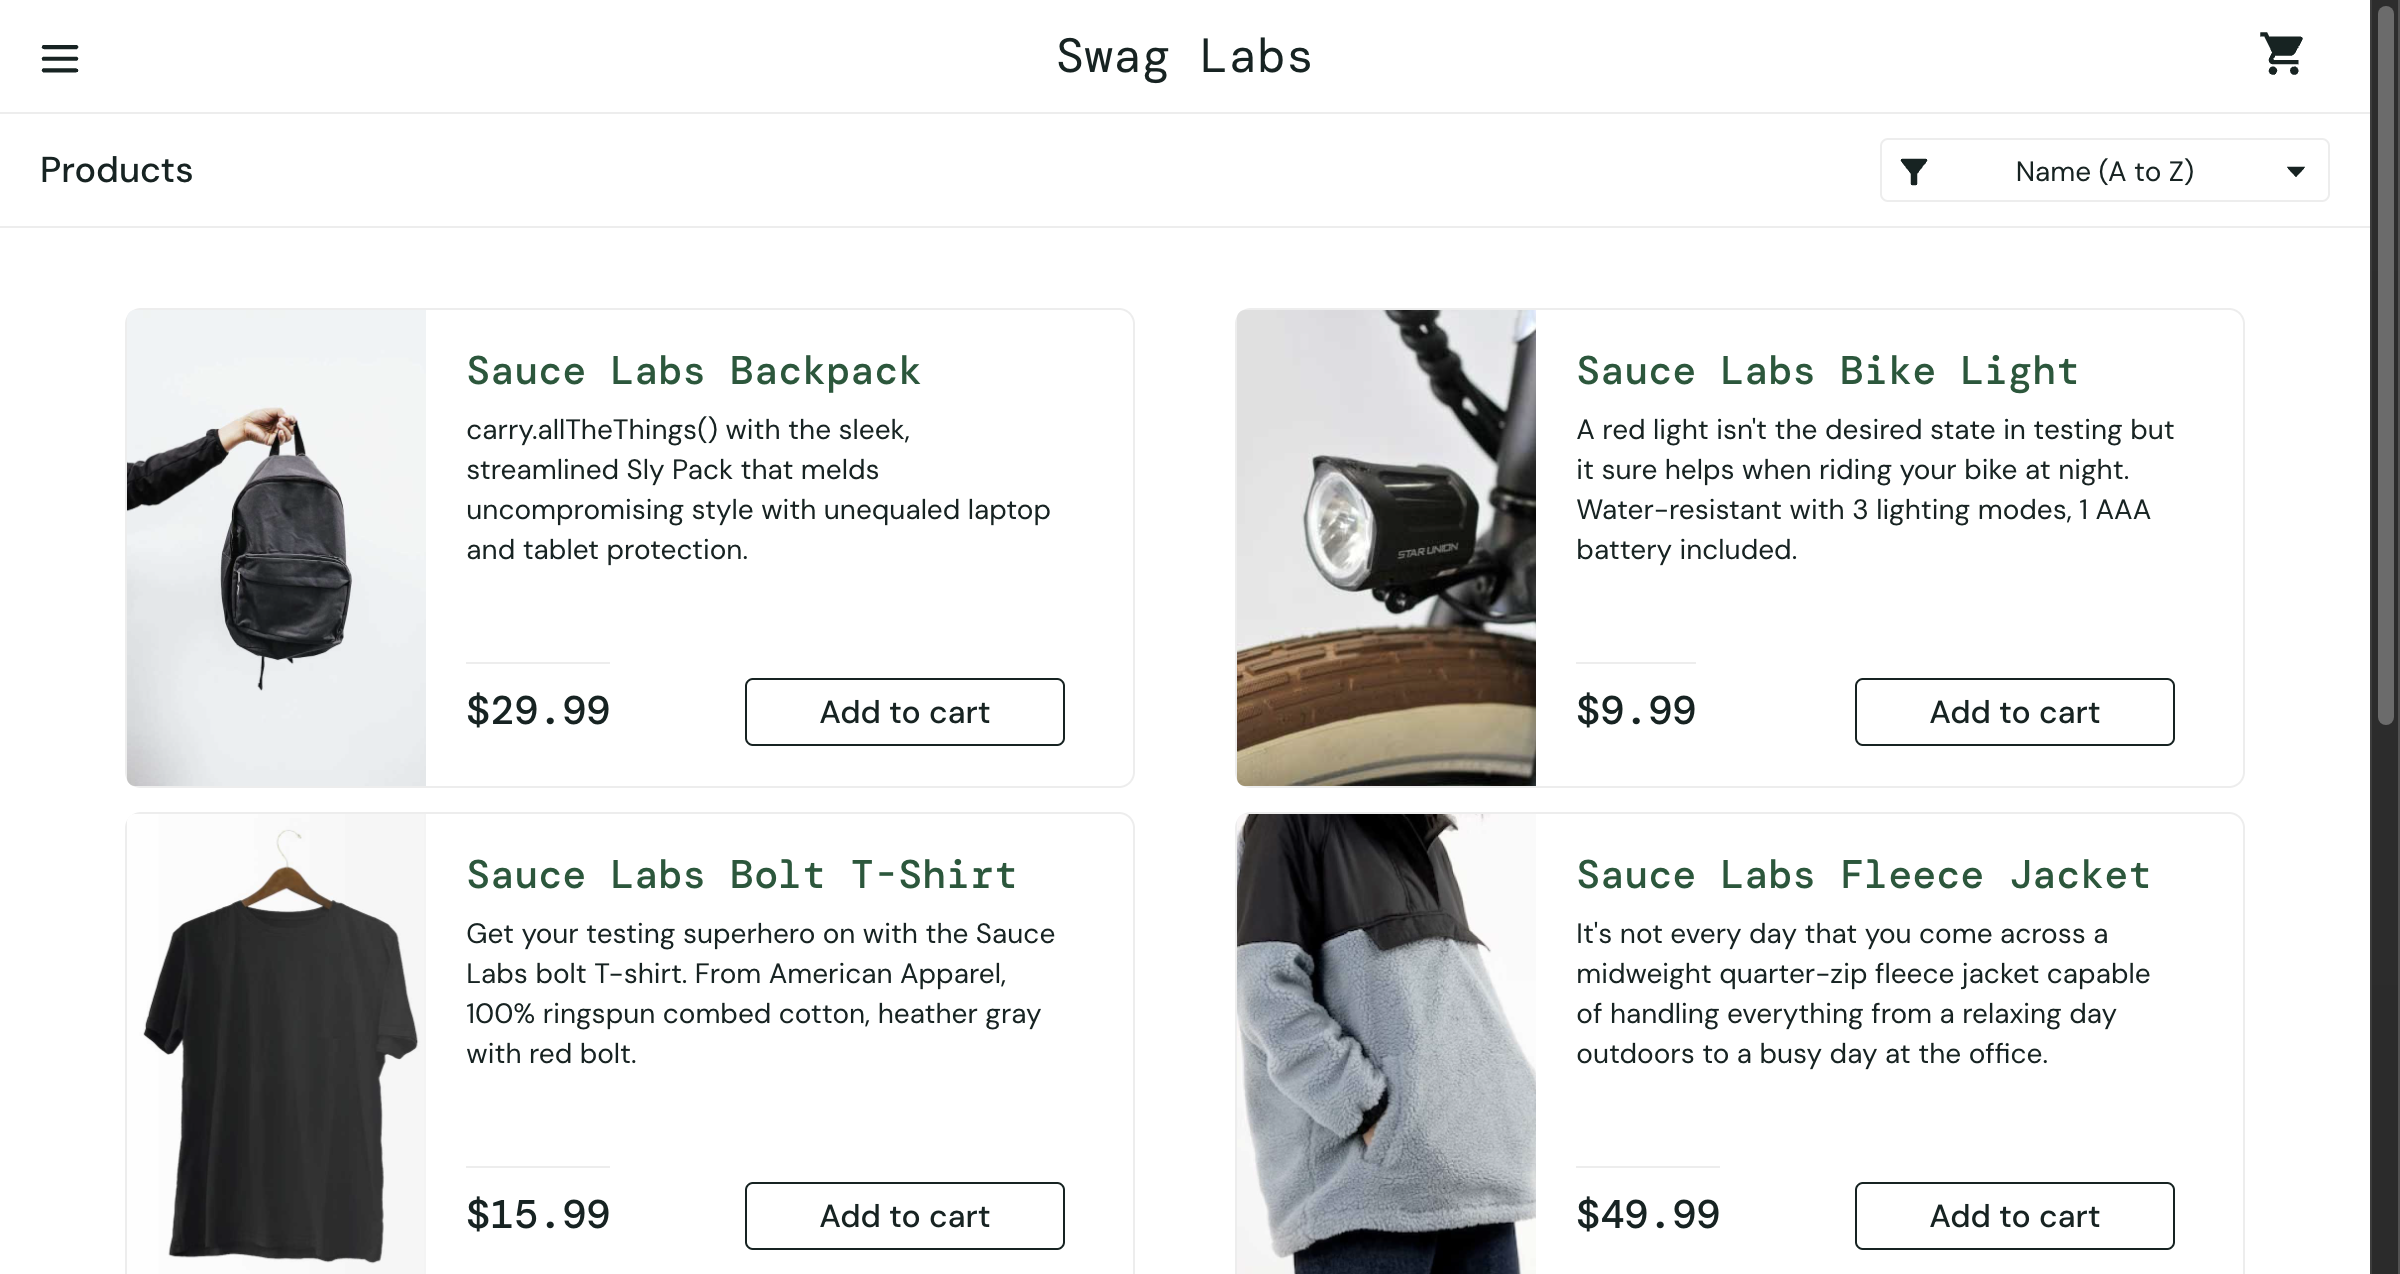 Swag Labs
Products
Name (A to Z)
Sauce Labs Backpack
carry.allTheThings() with the sleek,
streamlined Sly Pack that melds
uncompromising style with unequaled laptop
and tablet protection.
$29.99
Add to cart
STAR UNION
Sauce Labs Bike Light
A red light isn't the desired state in testing but
it sure helps when riding your bike at night.
Water-resistant with 3 lighting modes, 1 AAA
battery included.
$9.99
Add to cart
Sauce Labs Bolt T-Shirt
Get your testing superhero on with the Sauce
Labs bolt T-shirt. From American Apparel,
100% ringspun combed cotton, heather gray
with red bolt.
$15.99
Add to cart
Sauce Labs Fleece Jacket
It's not every day that you come across a
midweight quarter-zip fleece jacket capable
of handling everything from a relaxing day
outdoors to a busy day at the office.
$49.99
Add to cart